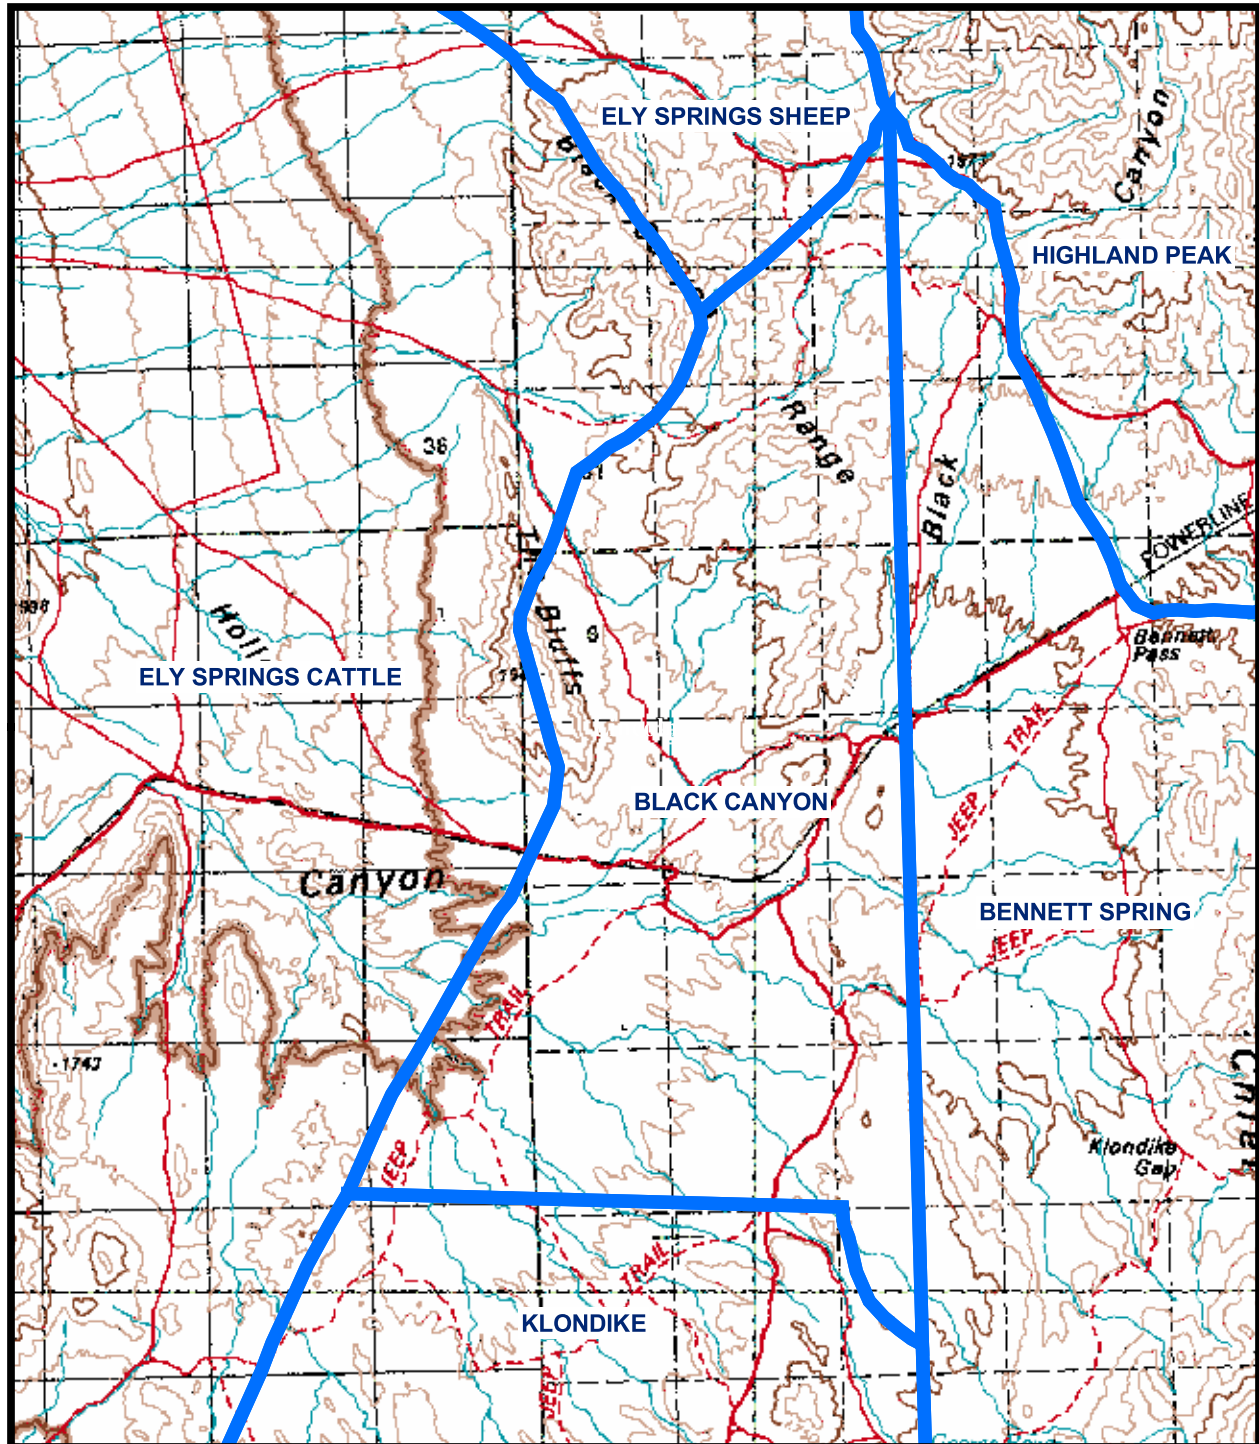 Canyon
ELY SPRINGS SHEEP
HIGHLAND PEAK
Range
36
Black
POWERLINE
Bluffs
6
Bennett
Pass
ELY SPRINGS CATTLE
TRAIL
BLACK CANYON
JEEP
Canyon
BENNETT SPRING
JEEP
TRAIL
1743
Klondike
Gap
JEEP
TRAIL
KLONDIKE
JEEP